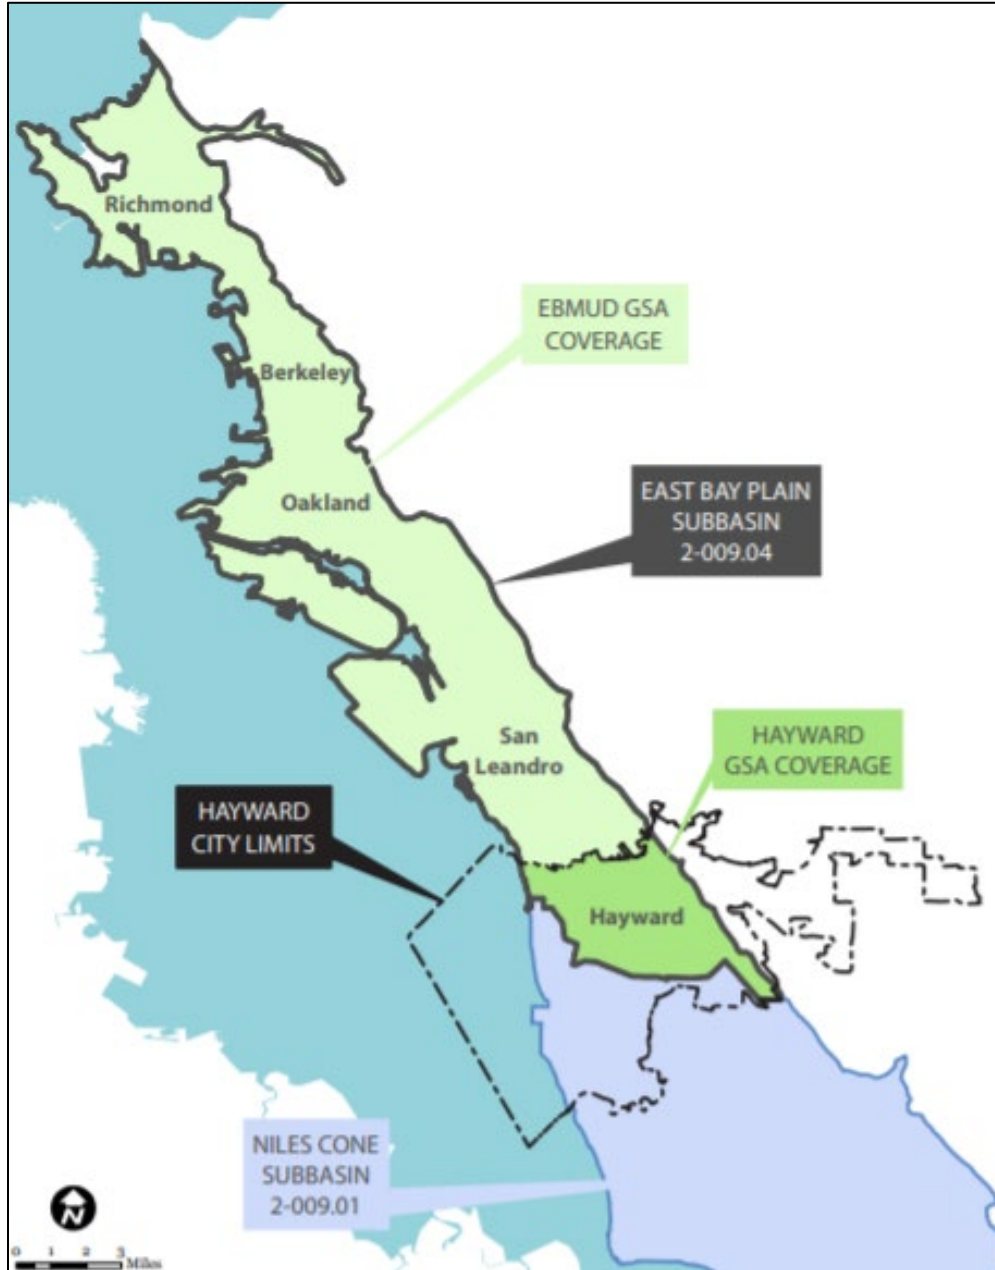 Richmond
EBMUD GSA
COVERAGE
Berkeley
EAST BAY PLAIN
SUBBASIN
2-009.04
Oakland
HAYWARD
GSA COVERAGE
San
Leandro
HAYWARD
CITY LIMITS
Hayward
NILES CONE
SUBBASIN
2-009.01
N
0 1 2 3
Miles